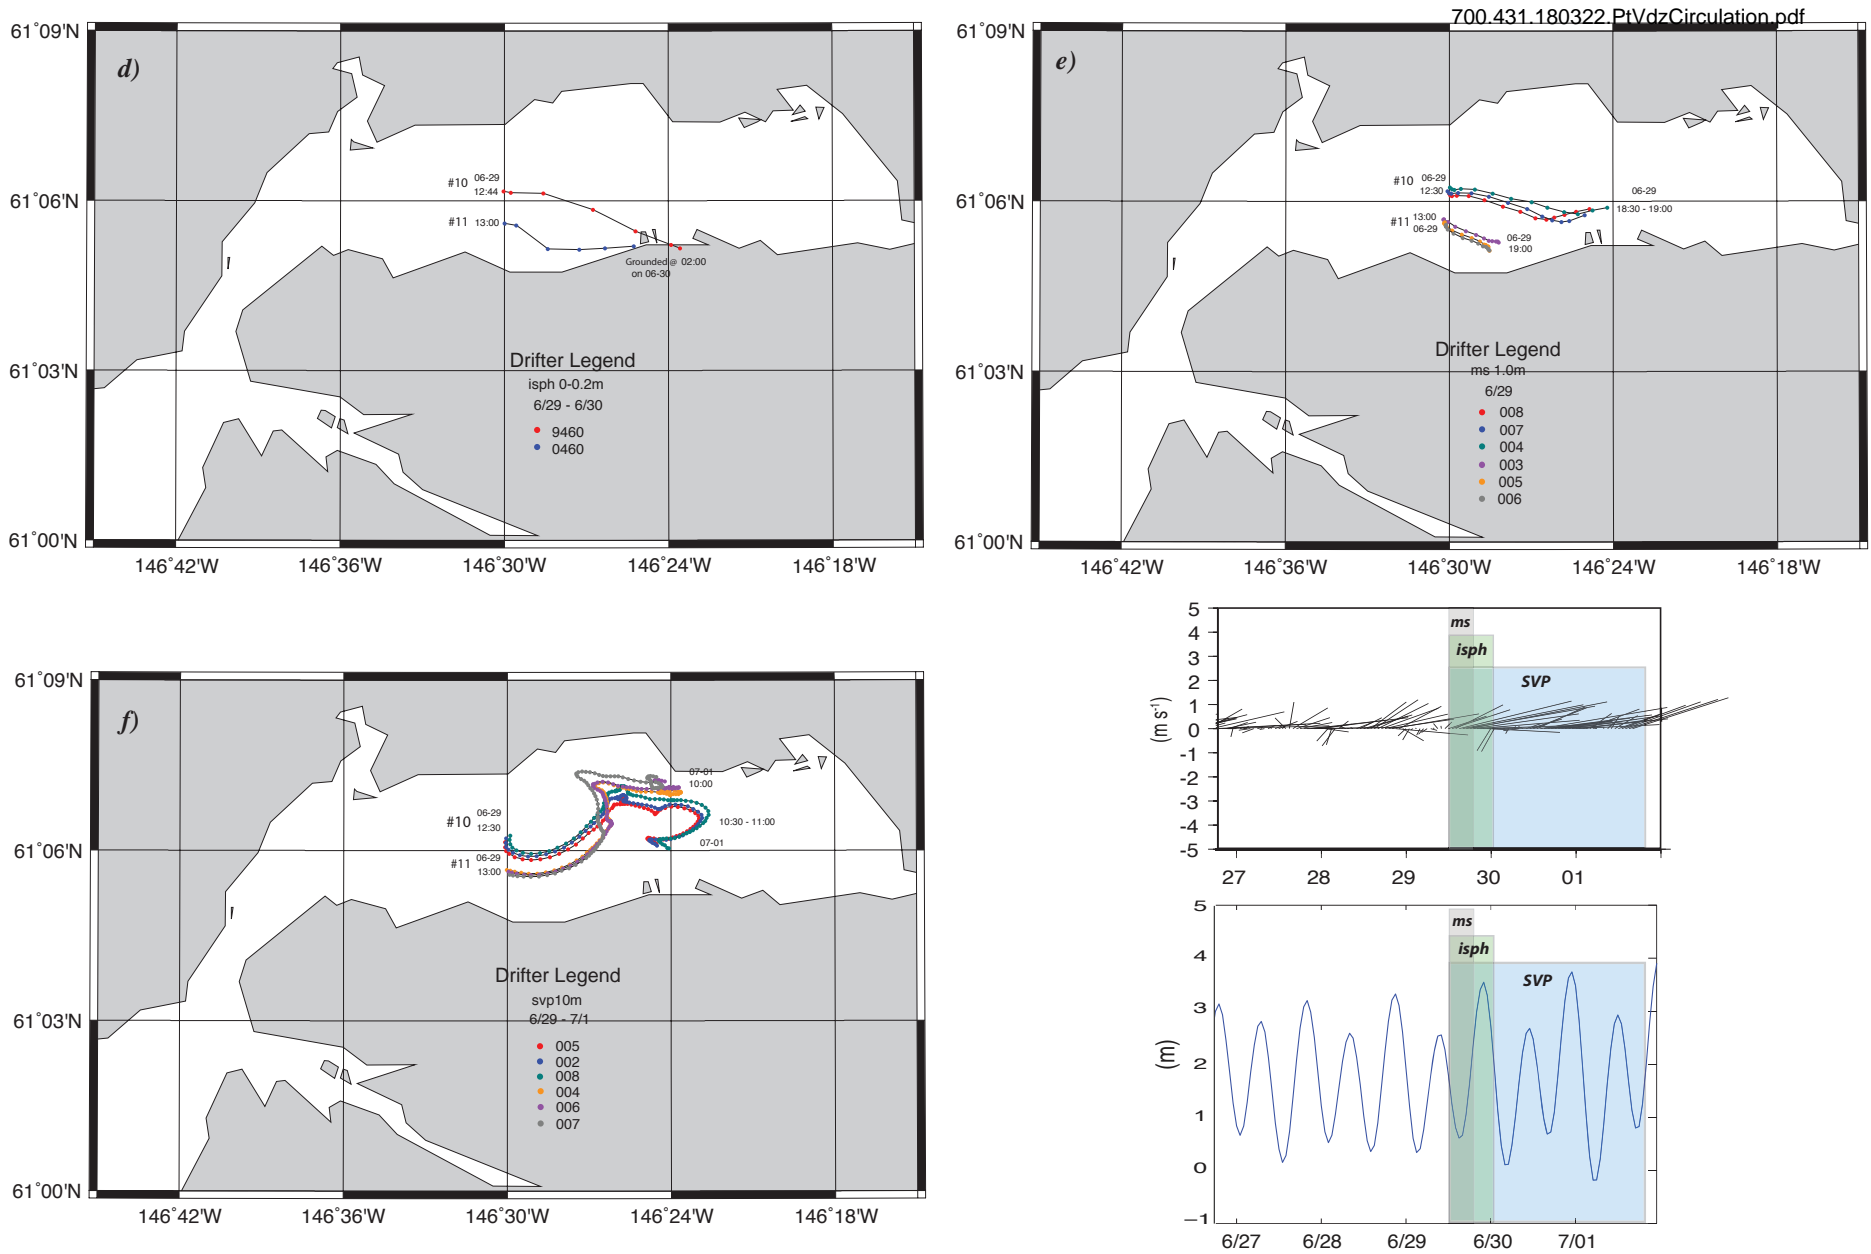 700.431.180322.PtVdzCirculation.pdf
d)
61°09'N
61°06'N
61°03'N
61°00'N
146°42'W
146°36'W
146°30'W
146°24'W
146°18'W
#10 06-29
12:44
#11 13:00
Grounded @ 02:00
on 06-30
Drifter Legend
isph 0-0.2m
6/29 - 6/30
9460
0460
e)
61°09'N
61°06'N
61°03'N
61°00'N
146°42'W
146°36'W
146°30'W
146°24'W
146°18'W
#10 06-29
12:30
#11 13:00
06-29
06-29
18:30 - 19:00
06-29
19:00
Drifter Legend
ms 1.0m
6/29
008
007
004
003
005
006
f)
61°09'N
61°06'N
61°03'N
61°00'N
146°42'W
146°36'W
146°30'W
146°24'W
146°18'W
#10 06-29
12:30
#11 06-29
13:00
07-01
10:00
10:30 - 11:00
07-01
Drifter Legend
svp10m
6/29 - 7/1
005
002
008
004
006
007
5
4
3
2
1
0
-1
-2
-3
-4
-5
(m s⁻¹)
ms
isph
SVP
27
28
29
30
01
5
4
3
2
1
0
−1
(m)
ms
isph
SVP
6/27
6/28
6/29
6/30
7/01